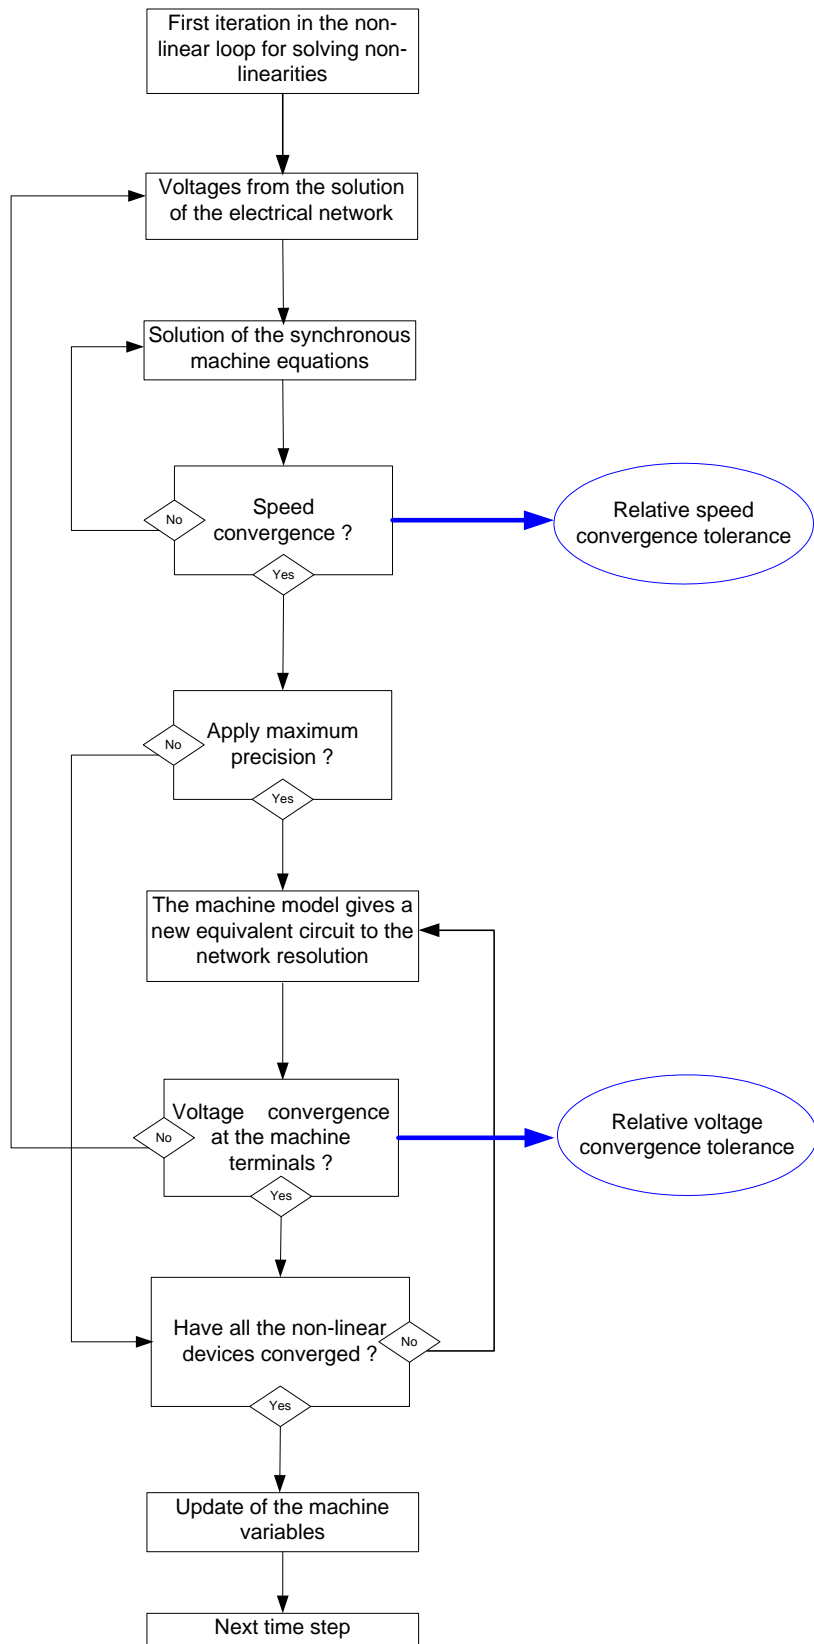 First iteration in the non-
linear loop for solving non-
linearities
Voltages from the solution
of the electrical network
Solution of the synchronous
machine equations
Speed
convergence ?
No
Yes
Relative speed
convergence tolerance
Apply maximum
precision ?
No
Yes
The machine model gives a
new equivalent circuit to the
network resolution
Voltage convergence
at the machine
terminals ?
No
Yes
Relative voltage
convergence tolerance
Have all the non-linear
devices converged ?
No
Yes
Update of the machine
variables
Next time step